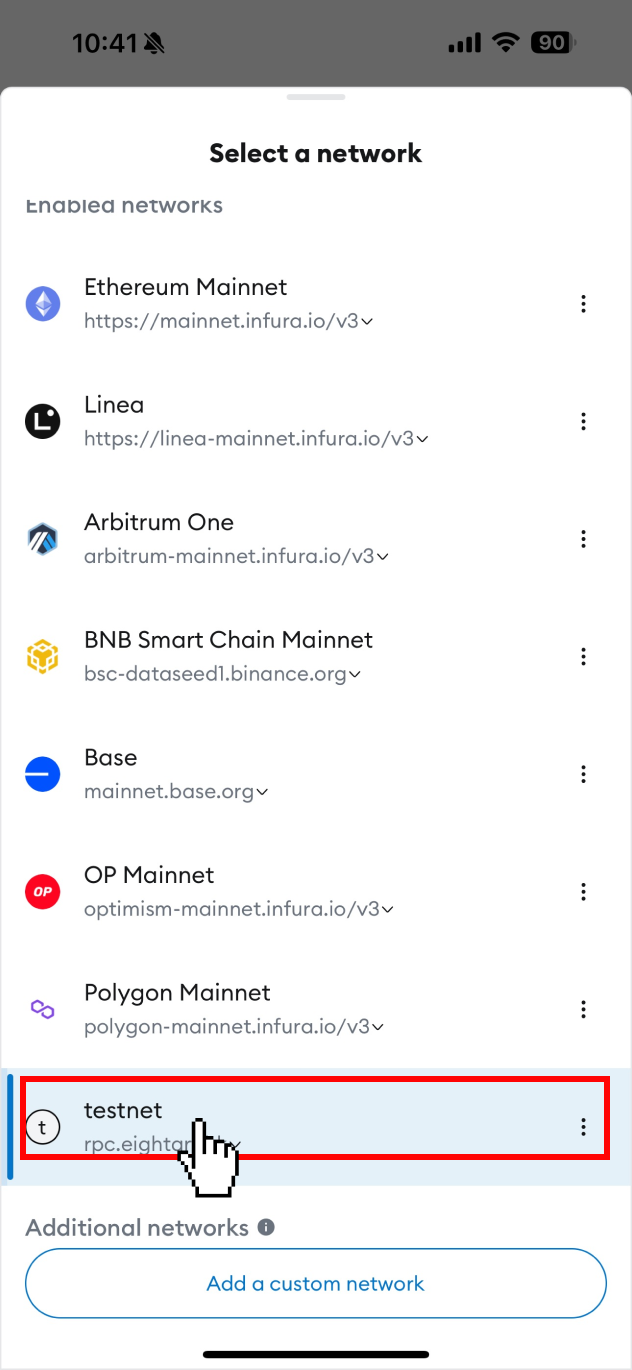 10:41
90
Select a network
Enabled networks
Ethereum Mainnet
https://mainnet.infura.io/v3
Linea
https://linea-mainnet.infura.io/v3
Arbitrum One
arbitrum-mainnet.infura.io/v3
BNB Smart Chain Mainnet
bsc-dataseed1.binance.org
Base
mainnet.base.org
OP
OP Mainnet
optimism-mainnet.infura.io/v3
Polygon Mainnet
polygon-mainnet.infura.io/v3
t
testnet
Additional networks
Add a custom network